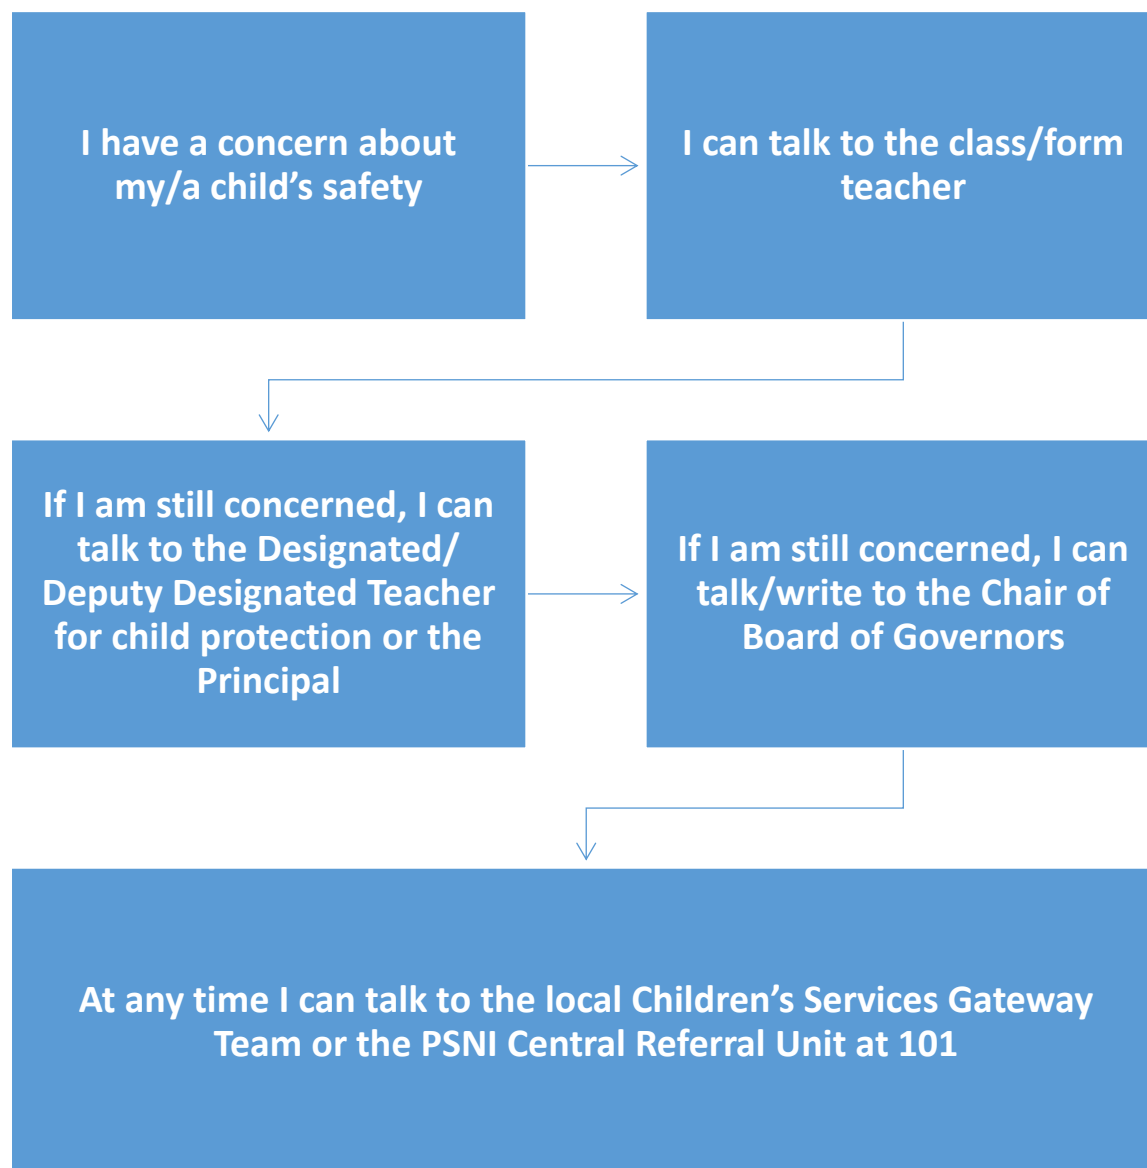 I have a concern about
my/a child’s safety
I can talk to the class/form
teacher
If I am still concerned, I can
talk to the Designated/
Deputy Designated Teacher
for child protection or the
Principal
If I am still concerned, I can
talk/write to the Chair of
Board of Governors
At any time I can talk to the local Children’s Services Gateway
Team or the PSNI Central Referral Unit at 101